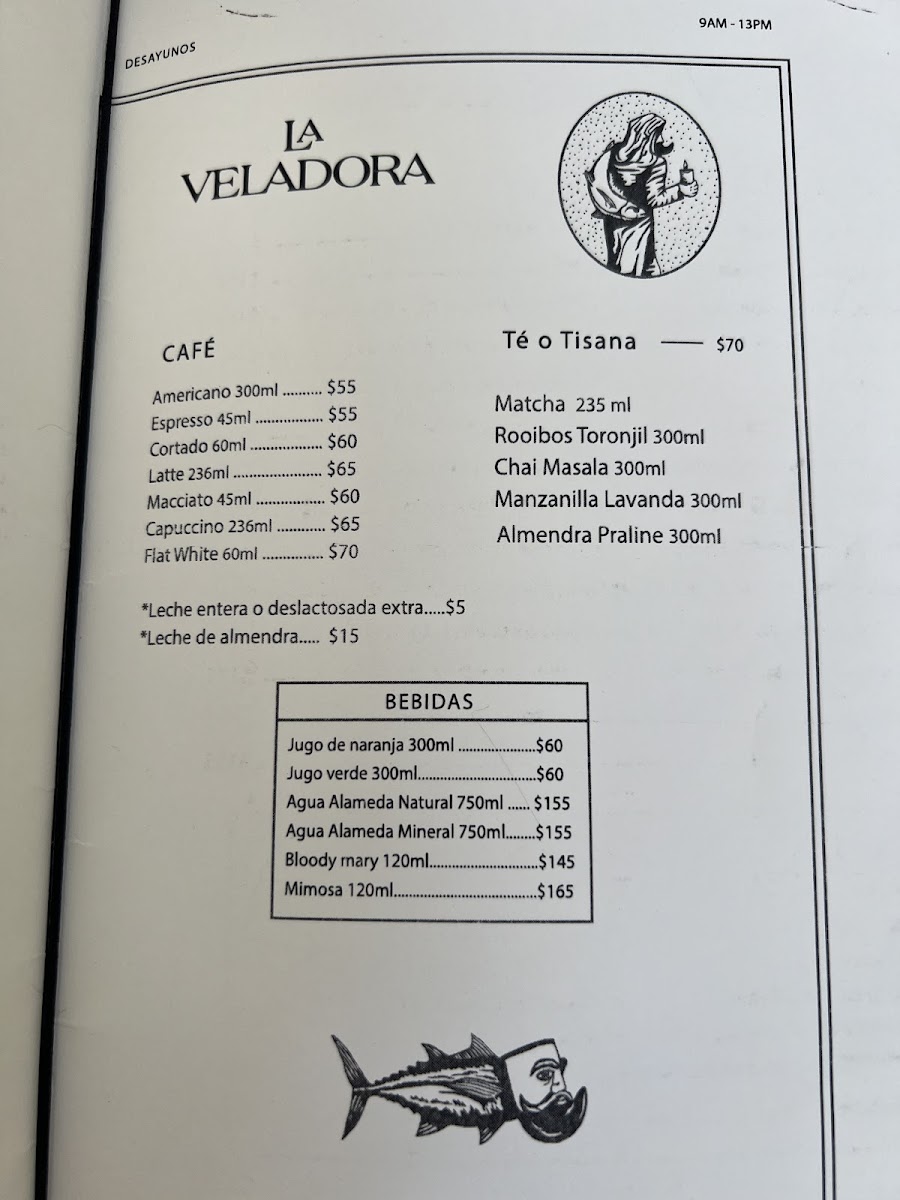 9AM - 13PM
DESAYUNOS
LA
VELADORA
CAFÉ
Americano 300ml .......... $55
Espresso 45ml ................. $55
Cortado 60ml .................. $60
Latte 236ml ...................... $65
Macciato 45ml ................. $60
Capuccino 236ml ............ $65
Flat White 60ml ............... $70
*Leche entera o deslactosada extra.....$5
*Leche de almendra..... $15
Té o Tisana —— $70
Matcha 235 ml
Rooibos Toronjil 300ml
Chai Masala 300ml
Manzanilla Lavanda 300ml
Almendra Praline 300ml
BEBIDAS
Jugo de naranja 300ml ......................$60
Jugo verde 300ml.................................$60
Agua Alameda Natural 750ml ...... $155
Agua Alameda Mineral 750ml........$155
Bloody mary 120ml..............................$145
Mimosa 120ml.......................................$165